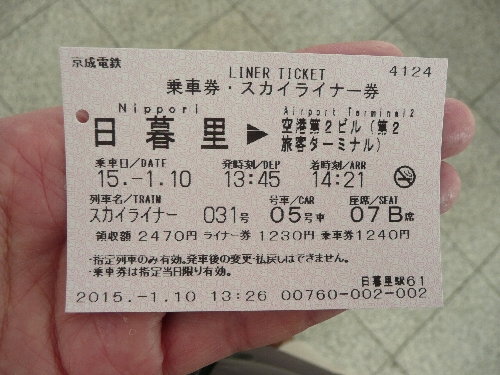 京成電鉄
LINER TICKET
4124
乗車券・スカイライナー券
Nippori
Airport Terminal2
日暮里 ▶ 空港第2ビル(第2
旅客ターミナル)
乗車日/DATE 発時刻/DEP 着時刻/ARR
15.-1.10 13:45 14:21
列車名/TRAIN 号車/CAR 座席/SEAT
スカイライナー 031号 05号車 07B席
領収額 2470円 ライナー券 1230円 乗車券 1240円
・指定列車のみ有効。発車後の変更・払戻しはできません。
・乗車券は指定当日限り有効。
日暮里駅61
2015.-1.10 13:26 00760-002-002